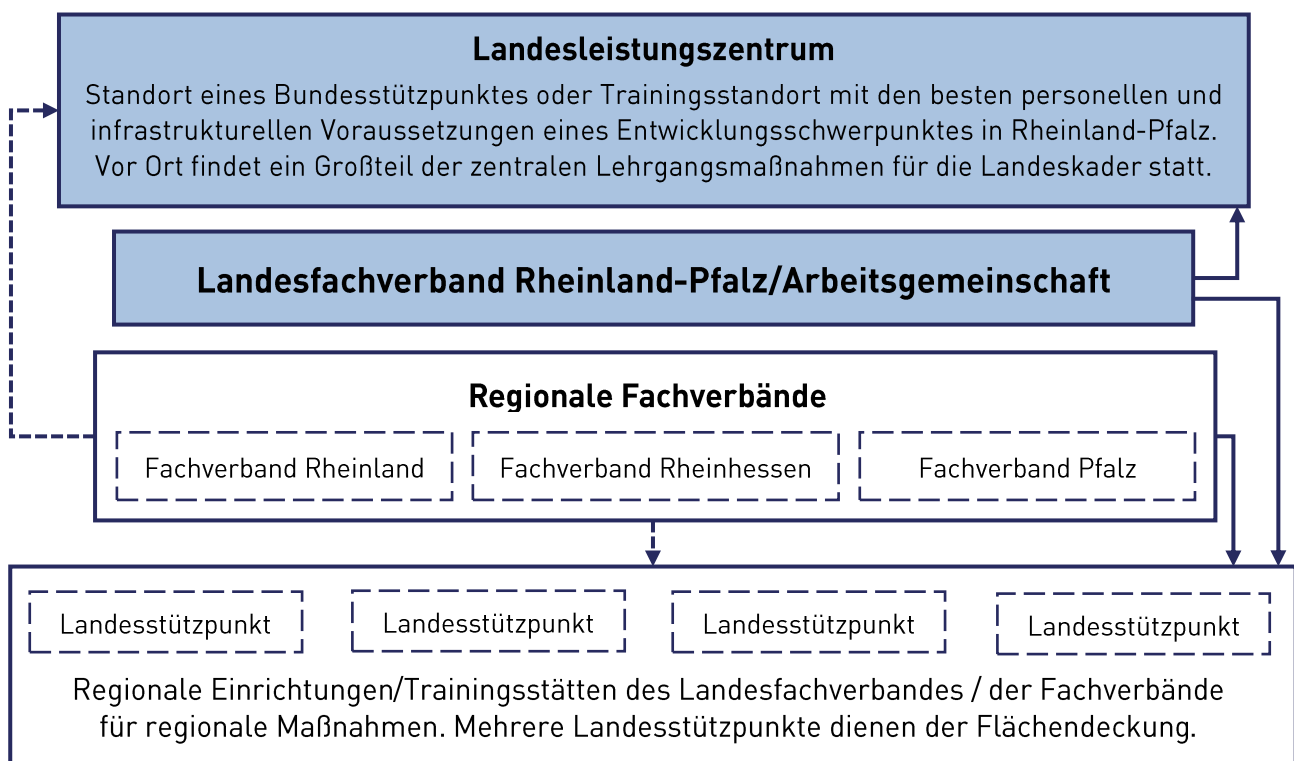 Landesleistungszentrum
Standort eines Bundesstützpunktes oder Trainingsstandort mit den besten personellen und
infrastrukturellen Voraussetzungen eines Entwicklungsschwerpunktes in Rheinland-Pfalz.
Vor Ort findet ein Großteil der zentralen Lehrgangsmaßnahmen für die Landeskader statt.
Landesfachverband Rheinland-Pfalz/Arbeitsgemeinschaft
Regionale Fachverbände
Fachverband Rheinland
Fachverband Rheinhessen
Fachverband Pfalz
Landesstützpunkt
Landesstützpunkt
Landesstützpunkt
Landesstützpunkt
Regionale Einrichtungen/Trainingsstätten des Landesfachverbandes / der Fachverbände
für regionale Maßnahmen. Mehrere Landesstützpunkte dienen der Flächendeckung.